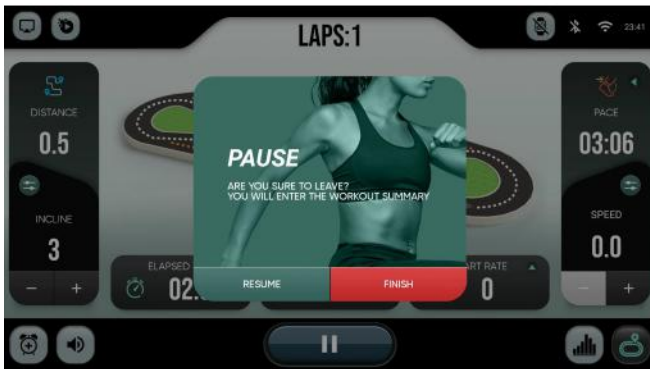 LAPS:1
23:41
DISTANCE
0.5
INCLINE
3
- +
PACE
03:06
SPEED
0.0
- +
PAUSE
ARE YOU SURE TO LEAVE?
YOU WILL ENTER THE WORKOUT SUMMARY
RESUME
FINISH
ELAPSED
02.
ART RATE
0